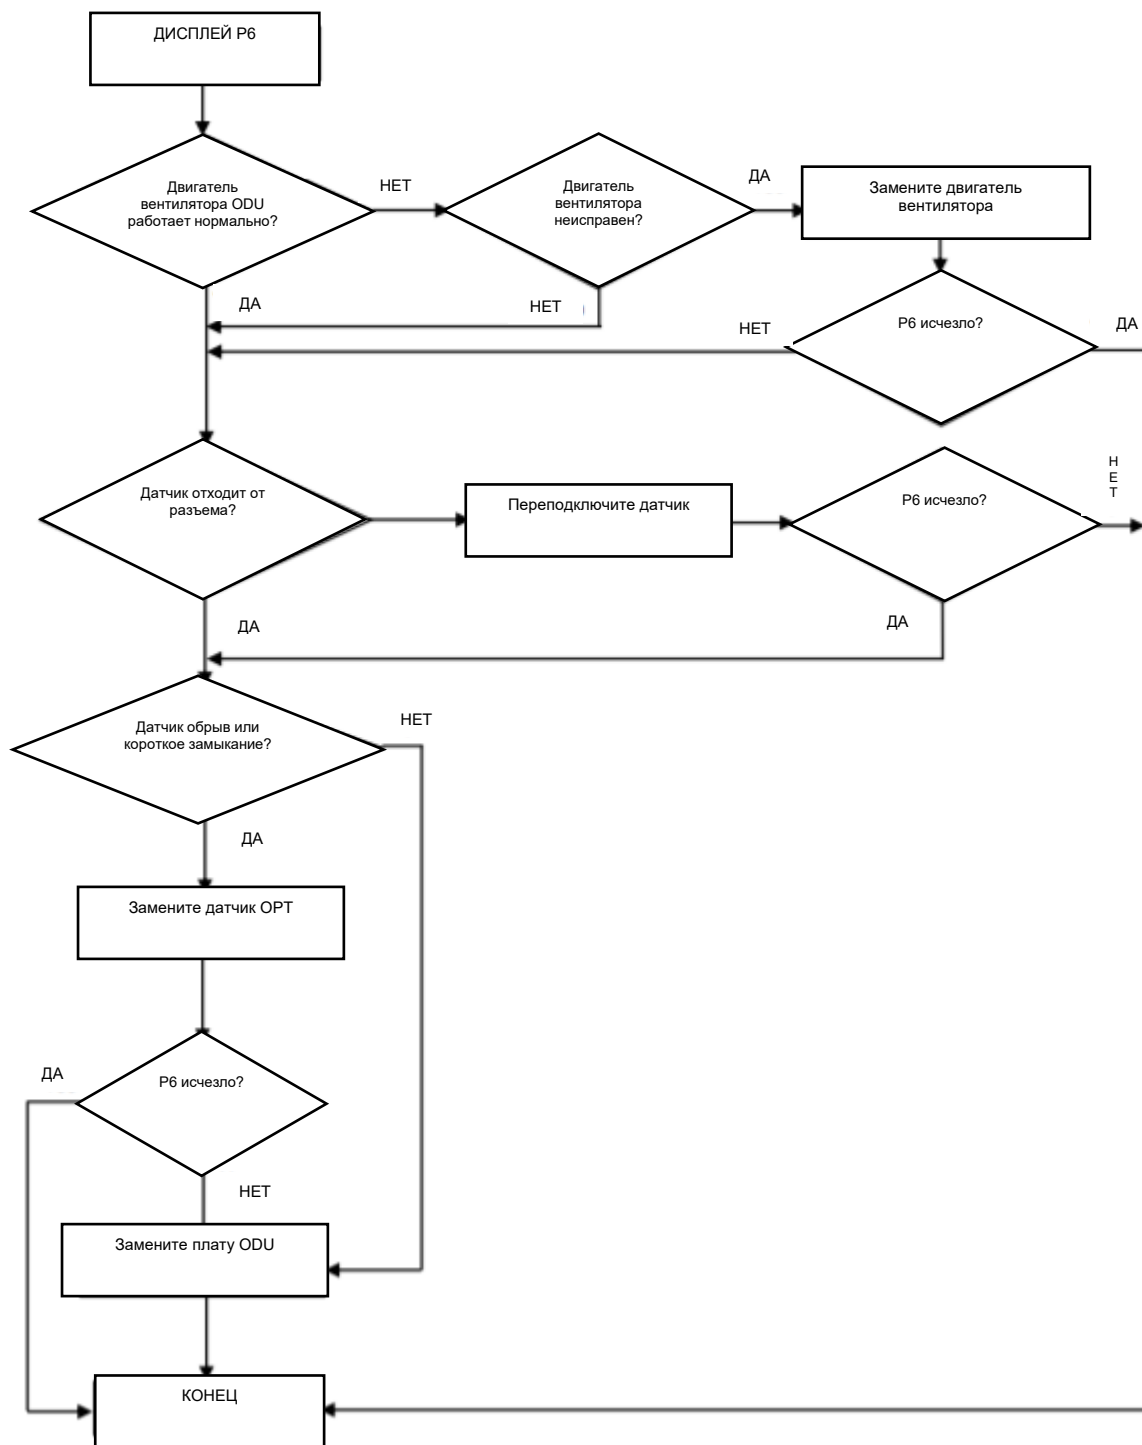 ДИСПЛЕЙ P6
Двигатель
вентилятора ODU
работает нормально?
НЕТ
Двигатель
вентилятора
неисправен?
ДА
Замените двигатель
вентилятора
ДА
НЕТ
НЕТ
P6 исчезло?
ДА
Датчик отходит от
разъема?
Переподключите датчик
P6 исчезло?
Н
Е
Т
ДА
ДА
Датчик обрыв или
короткое замыкание?
НЕТ
ДА
Замените датчик OPT
ДА
P6 исчезло?
НЕТ
Замените плату ODU
КОНЕЦ